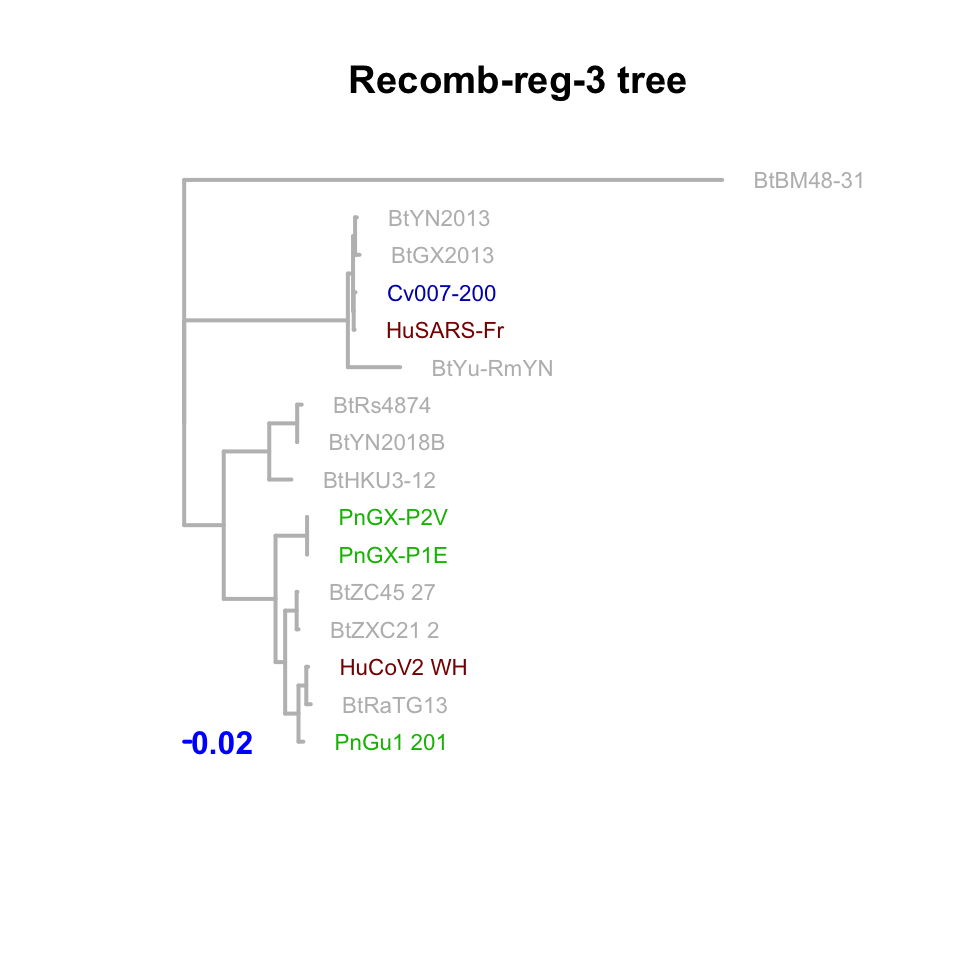 Recomb-reg-3 tree
BtBM48-31
BtYN2013
BtGX2013
Cv007-200
HuSARS-Fr
BtYu-RmYN
BtRs4874
BtYN2018B
BtHKU3-12
PnGX-P2V
PnGX-P1E
BtZC45 27
BtZXC21 2
HuCoV2 WH
BtRaTG13
PnGu1 201
0.02